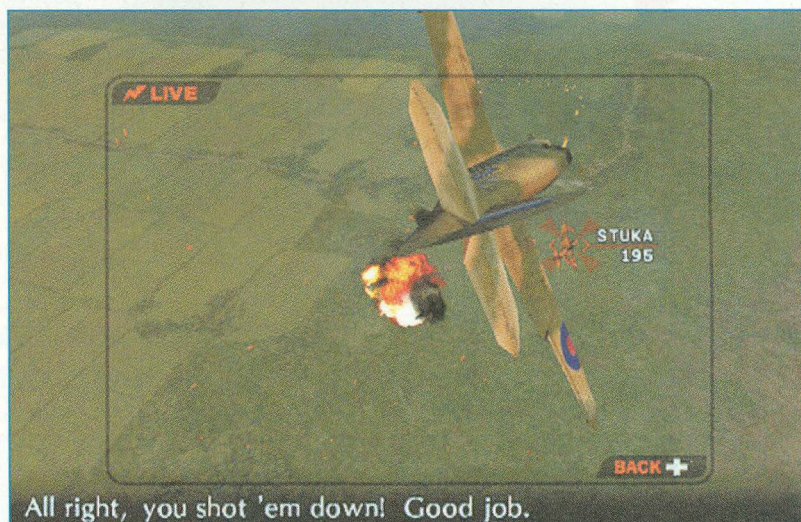 LIVE
STUKA
195
BACK
All right, you shot 'em down! Good job.